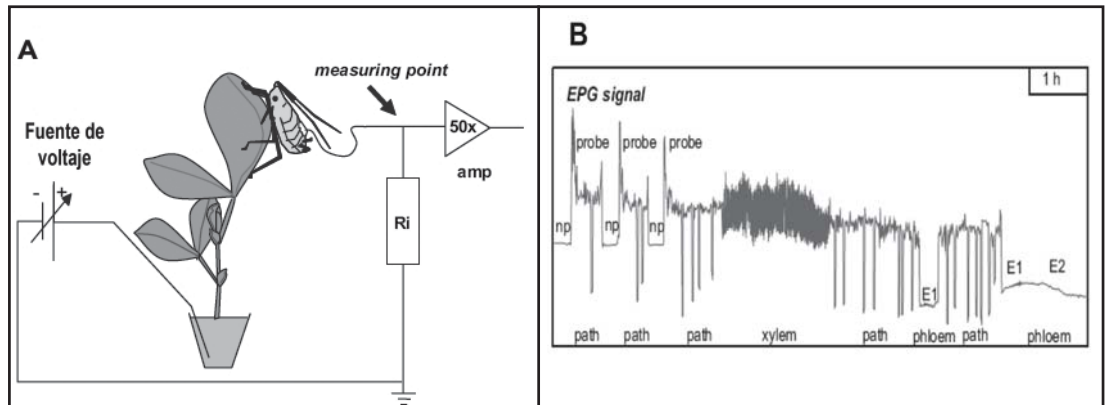 A
measuring point
Fuente de
voltaje
- +
50x
amp
Ri
B
1 h
EPG signal
probe probe probe
np np np
E1 E1 E2
path path path xylem path phloem path phloem